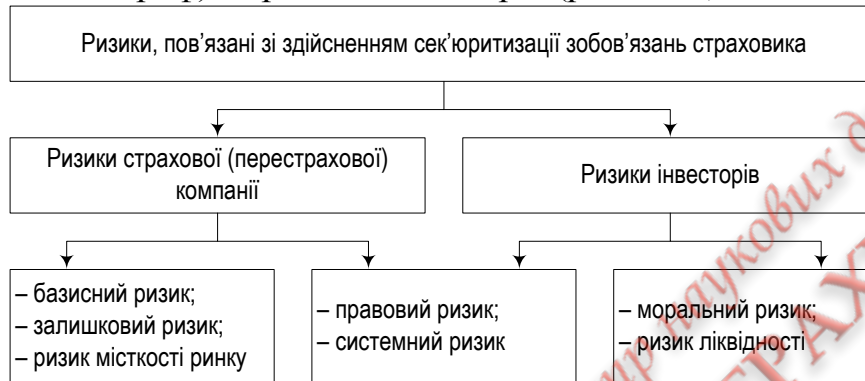 Ризики, пов’язані зі здійсненням сек’юритизації зобов’язань страховика
Ризики страхової (перестрахової)
компанії
Ризики інвесторів
– базисний ризик;
– залишковий ризик;
– ризик місткості ринку
– правовий ризик;
– системний ризик
– моральний ризик;
– ризик ліквідності
наукових